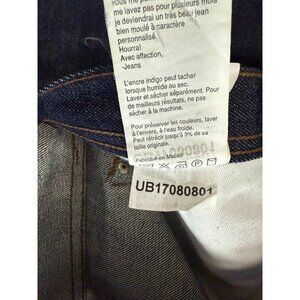 me lavez pas pour plusieurs mois
je deviendrai un très beau jean
bien moulé à caractère
personnalisé.
Hourra!
Avec affection,
-Jeans
L'encre indigo peut tacher
lorsque humide ou sec.
Laver et sécher séparément. Pour
de meilleurs résultats, ne pas
sécher à la machine.
Pour préserver les couleurs, laver
à l'envers, à l'eau froide.
Peut rétrécir jusqu'à 3% de sa
taille originale.
Fabriqué au Macao
UB17080801